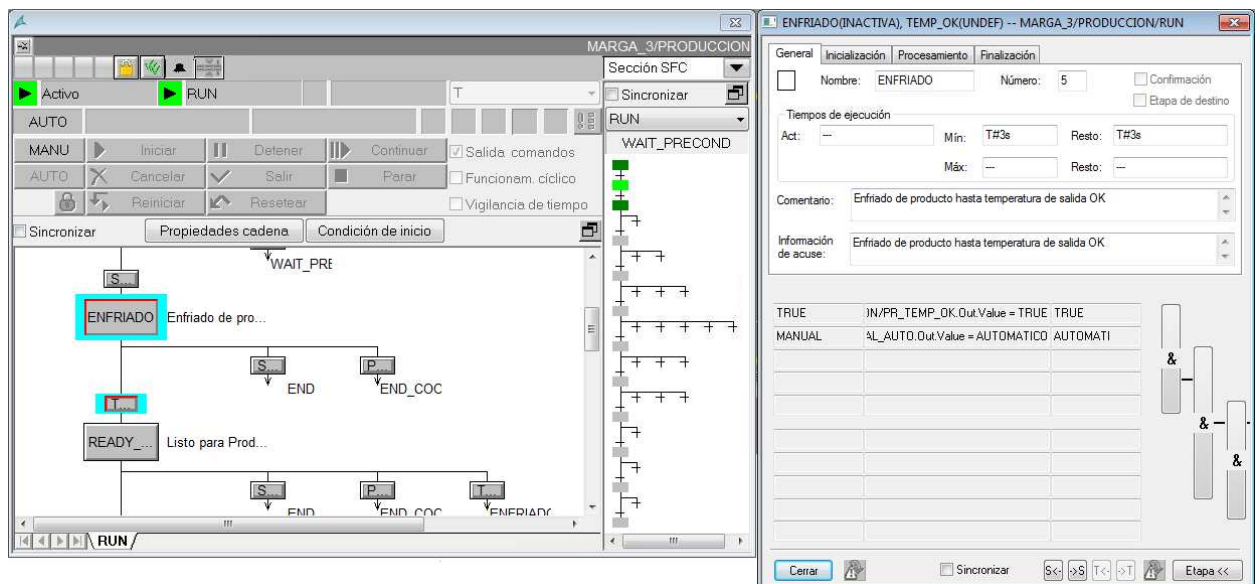 MARGA_3/PRODUCCION
Sección SFC
Activo
RUN
T
Sincronizar
AUTO
RUN
MANU
Iniciar
Detener
Continuar
Salida comandos
WAIT_PRECOND
AUTO
Cancelar
Salir
Parar
Funcionam. cíclico
Reiniciar
Resetear
Vigilancia de tiempo
Sincronizar
Propiedades cadena
Condición de inicio
WAIT_PRE
S...
ENFRIADO
Enfriado de pro...
S...
P...
END
END_COC
T...
READY_...
Listo para Prod...
S...
P...
T...
END
END_COC
ENFRIADO
RUN
ENFRIADO(INACTIVA), TEMP_OK(UNDEF) -- MARGA_3/PRODUCCION/RUN
General
Inicialización
Procesamiento
Finalización
Nombre:
ENFRIADO
Número:
5
Confirmación
Etapa de destino
Tiempos de ejecución
Act:
---
Mín:
T#3s
Resto:
T#3s
Máx:
---
Resto:
---
Comentario:
Enfriado de producto hasta temperatura de salida OK
Información
de acuse:
Enfriado de producto hasta temperatura de salida OK
TRUE
)N/PR_TEMP_OK.Out.Value = TRUE
TRUE
MANUAL
AL_AUTO.Out.Value = AUTOMATICO
AUTOMATI
&
&
&
Cerrar
Sincronizar
S<-
->S
T<-
->T
Etapa <<